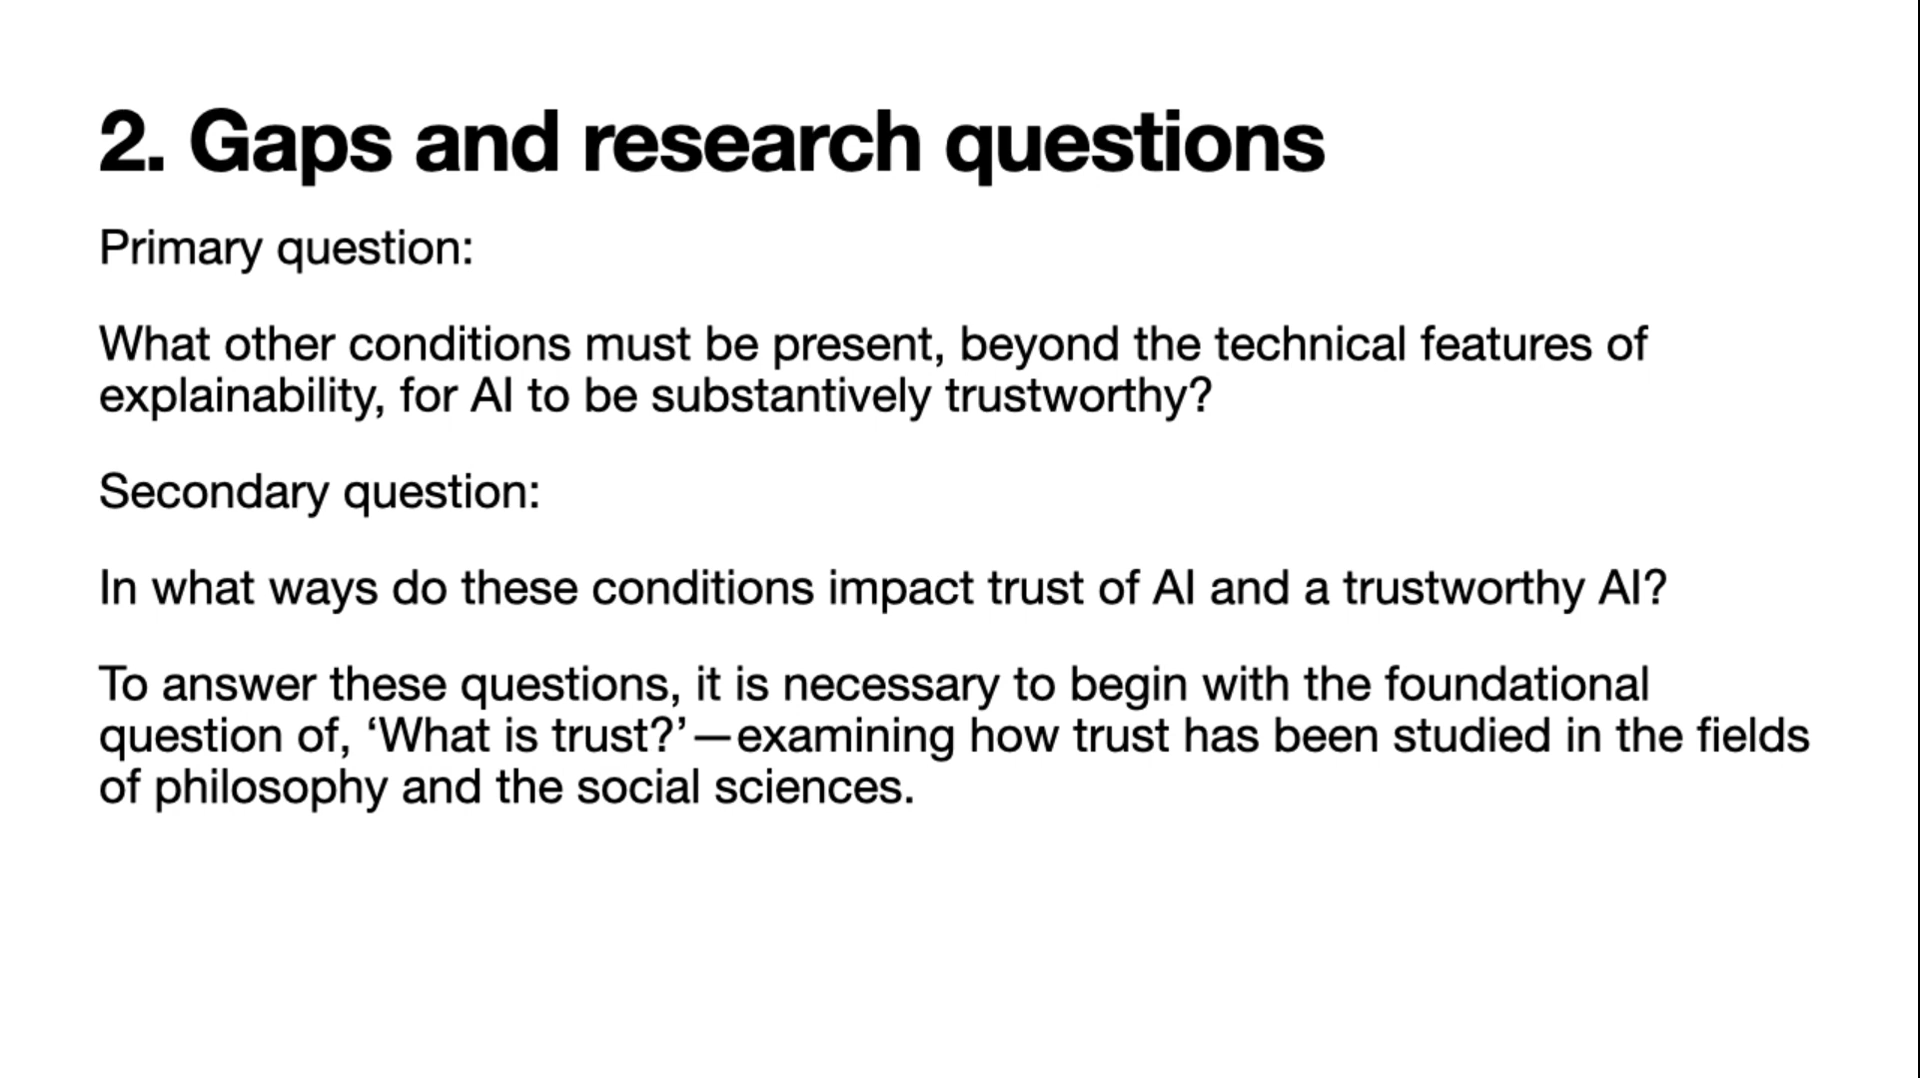 2. Gaps and research questions
Primary question:
What other conditions must be present, beyond the technical features of
explainability, for AI to be substantively trustworthy?
Secondary question:
In what ways do these conditions impact trust of AI and a trustworthy AI?
To answer these questions, it is necessary to begin with the foundational
question of, ‘What is trust?’—examining how trust has been studied in the fields
of philosophy and the social sciences.